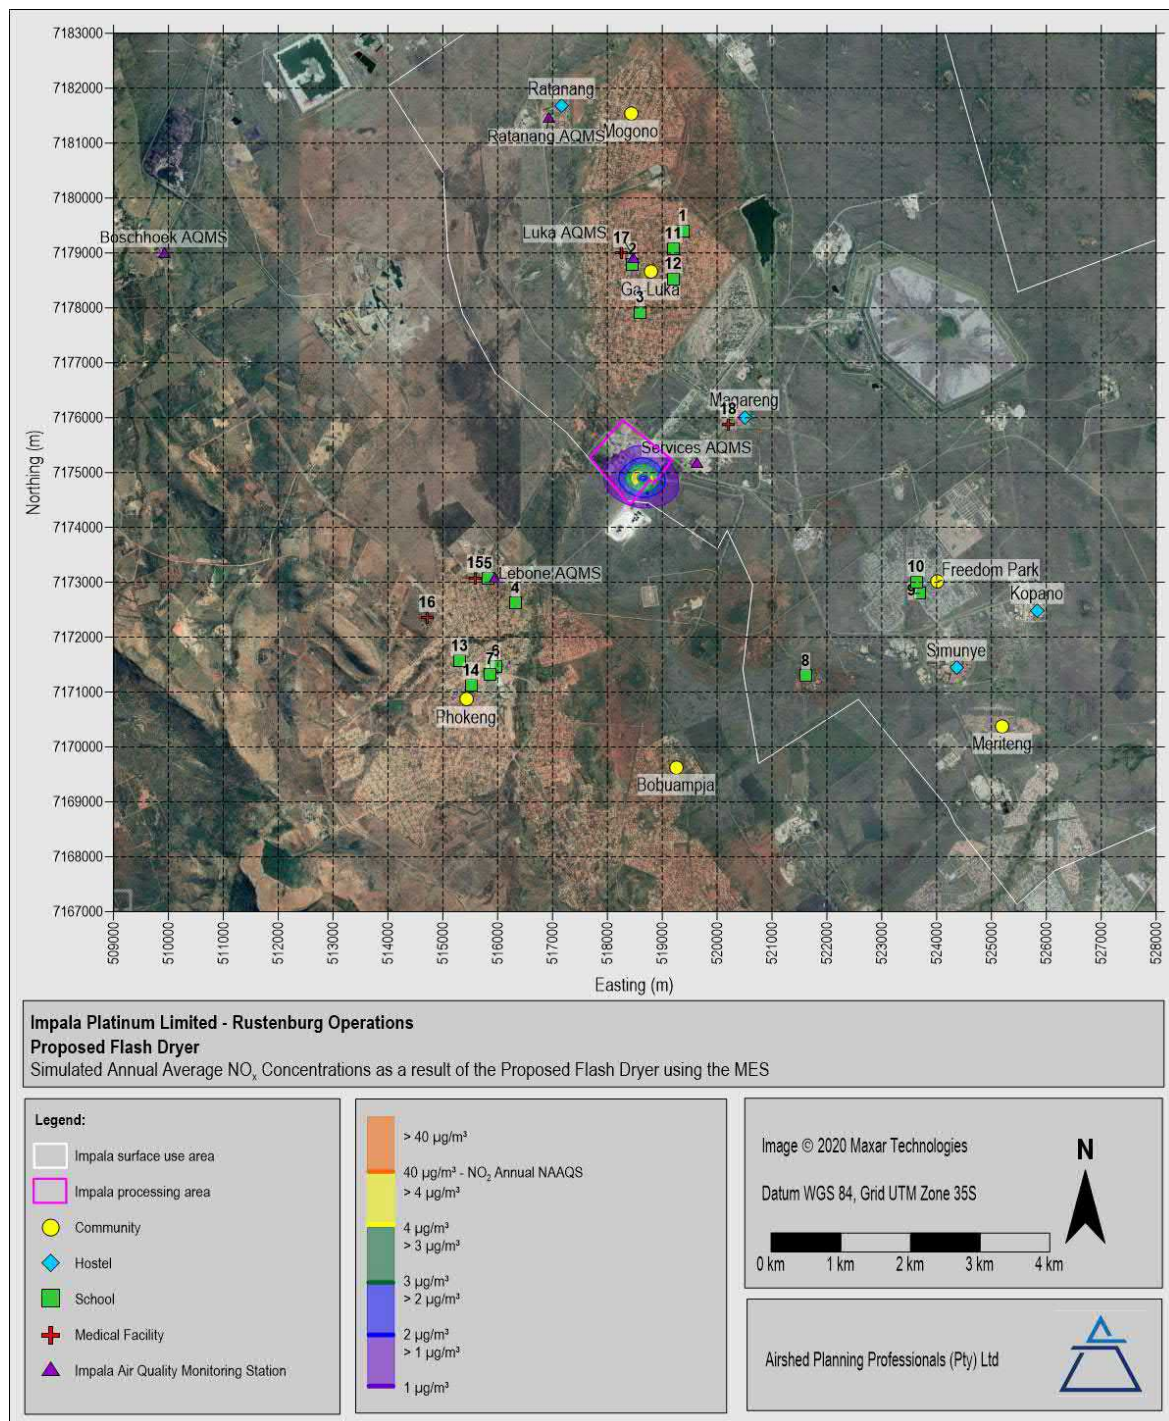 7183000
7182000
7181000
7180000
7179000
7178000
7177000
7176000
7175000
7174000
7173000
7172000
7171000
7170000
7169000
7168000
7167000
Northing (m)
Ratanang
Ratanang AQMS
Mogono
Boschhoek AQMS
Luka AQMS
1
17
11
2
12
Ga-Luka
3
Magareng
18
Services AQMS
155
Lebone AQMS
4
16
10
Freedom Park
9
Kopano
13
6
7
14
Phokeng
8
Simunye
Meriteng
Bobuampja
509000
510000
511000
512000
513000
514000
515000
516000
517000
518000
519000
520000
521000
522000
523000
524000
525000
526000
527000
528000
Easting (m)
Impala Platinum Limited - Rustenburg Operations
Proposed Flash Dryer
Simulated Annual Average NOx Concentrations as a result of the Proposed Flash Dryer using the MES
Legend:
Impala surface use area
Impala processing area
Community
Hostel
School
Medical Facility
Impala Air Quality Monitoring Station
> 40 µg/m³
40 µg/m³ - NO2 Annual NAAQS
> 4 µg/m³
4 µg/m³
> 3 µg/m³
3 µg/m³
> 2 µg/m³
2 µg/m³
> 1 µg/m³
1 µg/m³
Image © 2020 Maxar Technologies
N
Datum WGS 84, Grid UTM Zone 35S
0 km 1 km 2 km 3 km 4 km
Airshed Planning Professionals (Pty) Ltd